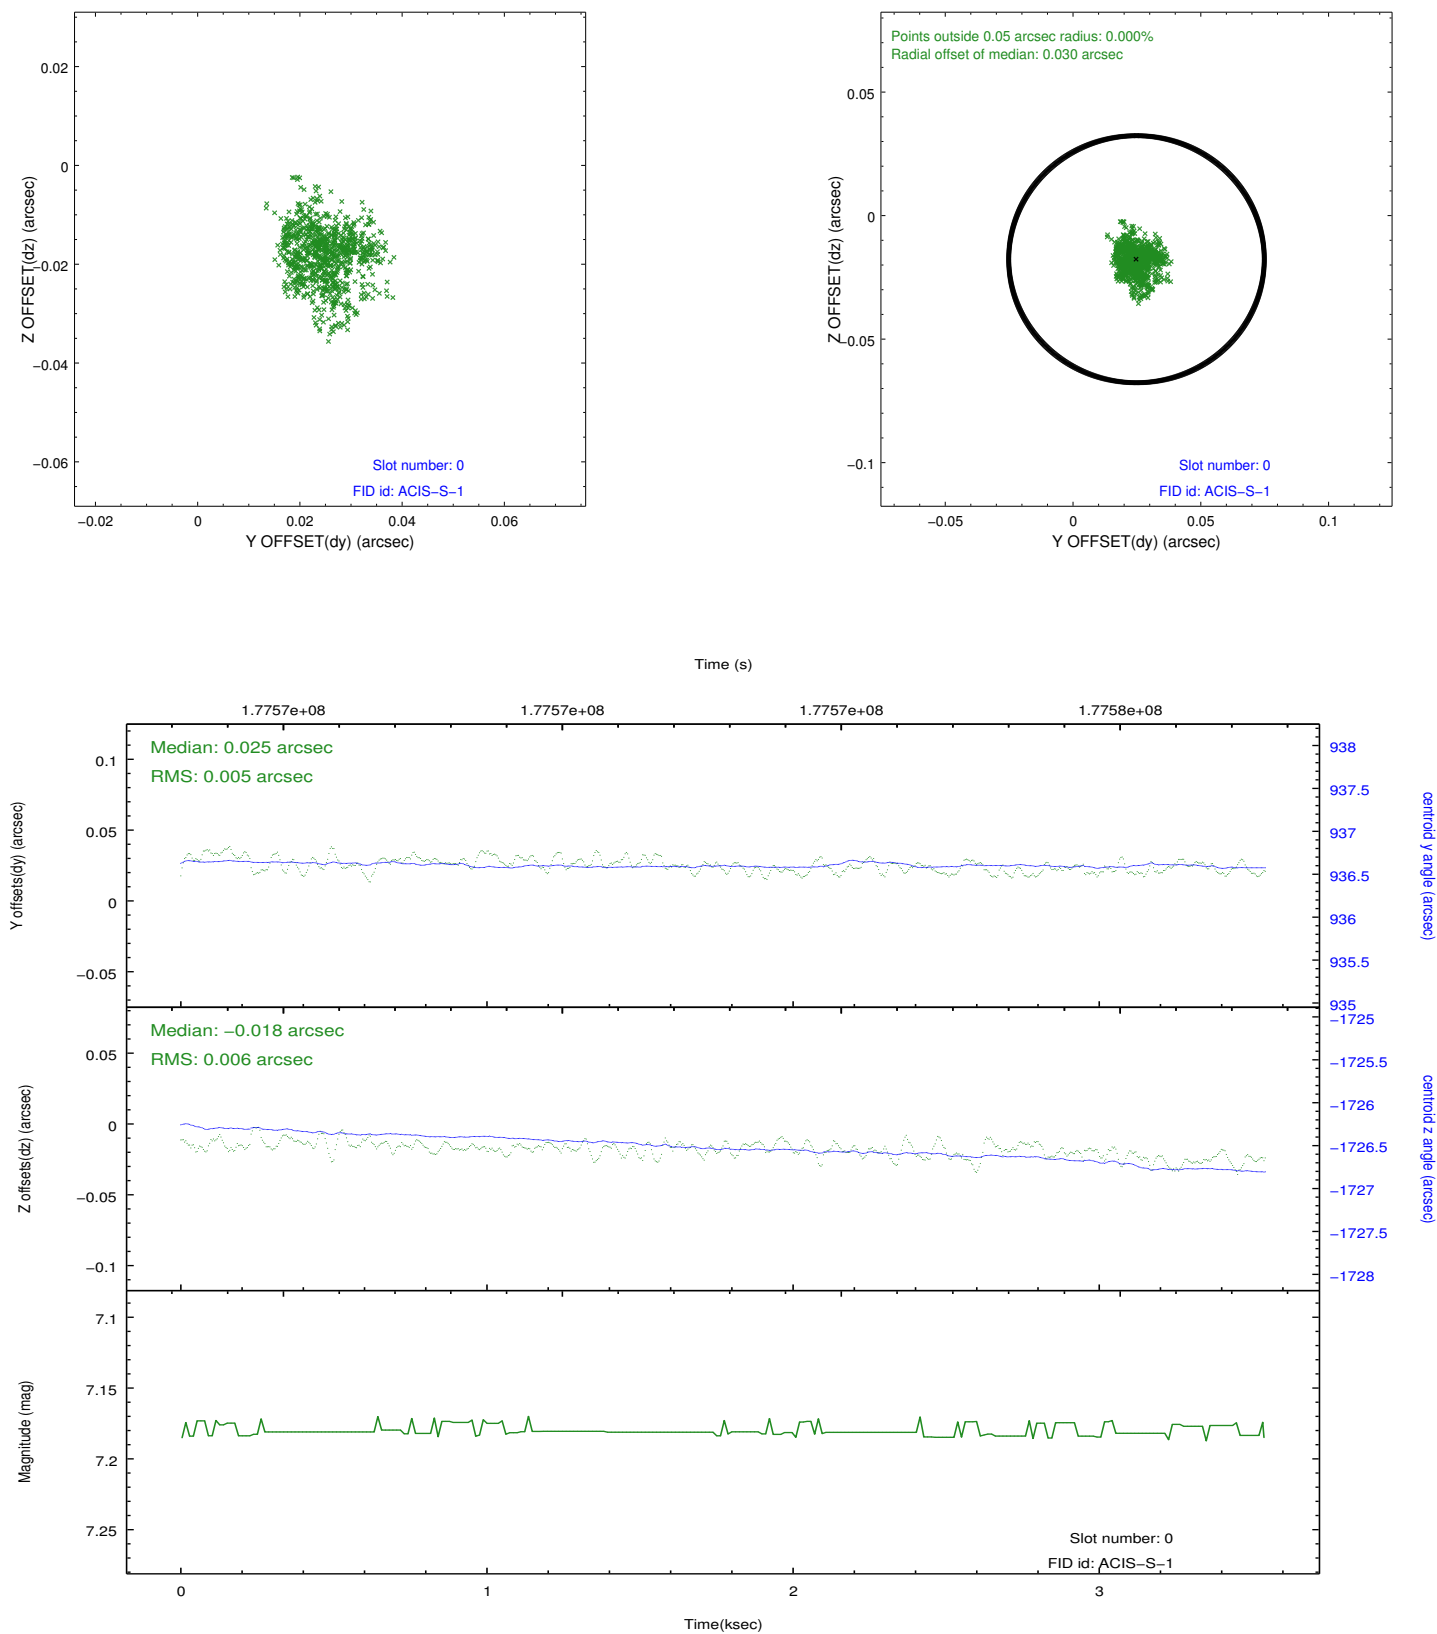 0.02
0
−0.02
−0.04
−0.06
Z OFFSET(dz) (arcsec)
Slot number: 0
FID id: ACIS−S−1
−0.02
0
0.02
0.04
0.06
Y OFFSET(dy) (arcsec)
Points outside 0.05 arcsec radius: 0.000%
Radial offset of median: 0.030 arcsec
0.05
0
−0.05
−0.1
Z OFFSET(dz) (arcsec)
Slot number: 0
FID id: ACIS−S−1
−0.05
0
0.05
0.1
Y OFFSET(dy) (arcsec)
Time (s)
1.7757e+08
1.7757e+08
1.7757e+08
1.7758e+08
Median: 0.025 arcsec
RMS: 0.005 arcsec
0.1
0.05
0
−0.05
Y offsets(dy) (arcsec)
938
937.5
937
936.5
936
935.5
935
centroid y angle (arcsec)
Median: −0.018 arcsec
RMS: 0.006 arcsec
0.05
0
−0.05
−0.1
Z offsets(dz) (arcsec)
−1725
−1725.5
−1726
−1726.5
−1727
−1727.5
−1728
centroid z angle (arcsec)
7.1
7.15
7.2
7.25
Magnitude (mag)
Slot number: 0
FID id: ACIS−S−1
0
1
2
3
Time(ksec)